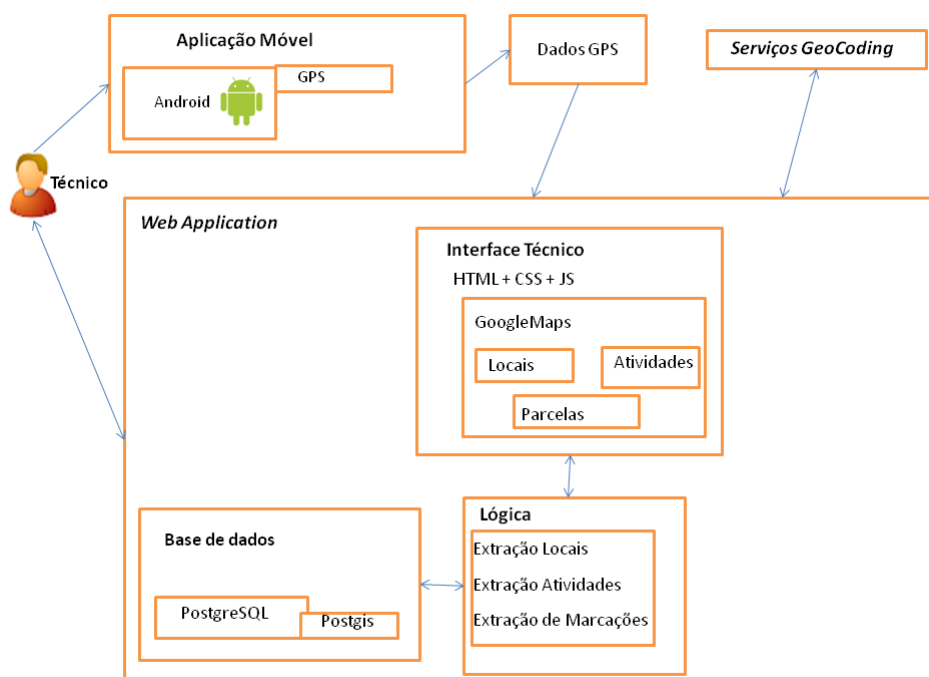 Aplicação Móvel
GPS
Android
Dados GPS
Serviços GeoCoding
Técnico
Web Application
Interface Técnico
HTML + CSS + JS
GoogleMaps
Locais
Atividades
Parcelas
Base de dados
PostgreSQL
Postgis
Lógica
Extração Locais
Extração Atividades
Extração de Marcações